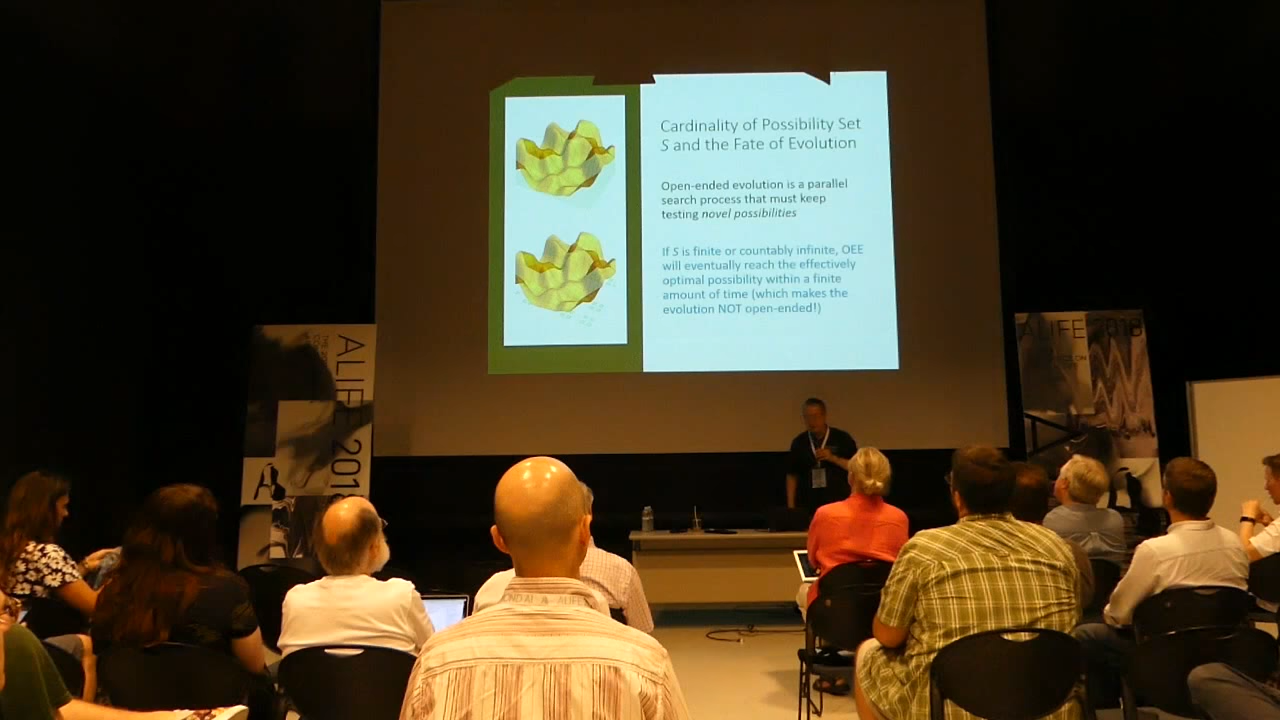 Cardinality of Possibility Set
S and the Fate of Evolution
Open-ended evolution is a parallel
search process that must keep
testing novel possibilities
If S is finite or countably infinite, OEE
will eventually reach the effectively
optimal possibility within a finite
amount of time (which makes the
evolution NOT open-ended!)
ALIFE 2018
ALIFE 2018